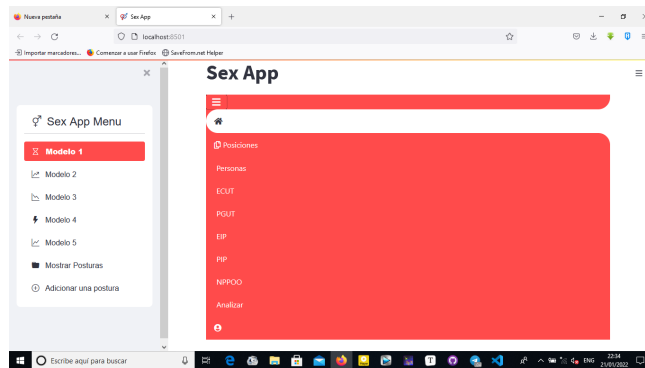 Nueva pestaña
Sex App
localhost:8501
Importar marcadores...
Comenzar a usar Firefox
SaveFrom.net Helper
Sex App
Sex App Menu
Modelo 1
Modelo 2
Modelo 3
Modelo 4
Modelo 5
Mostrar Posturas
Adicionar una postura
Posiciones
Personas
ECUT
PGUT
EIP
PIP
NPPOO
Analizar
Escribe aquí para buscar
ENG
22:34
21/01/2022